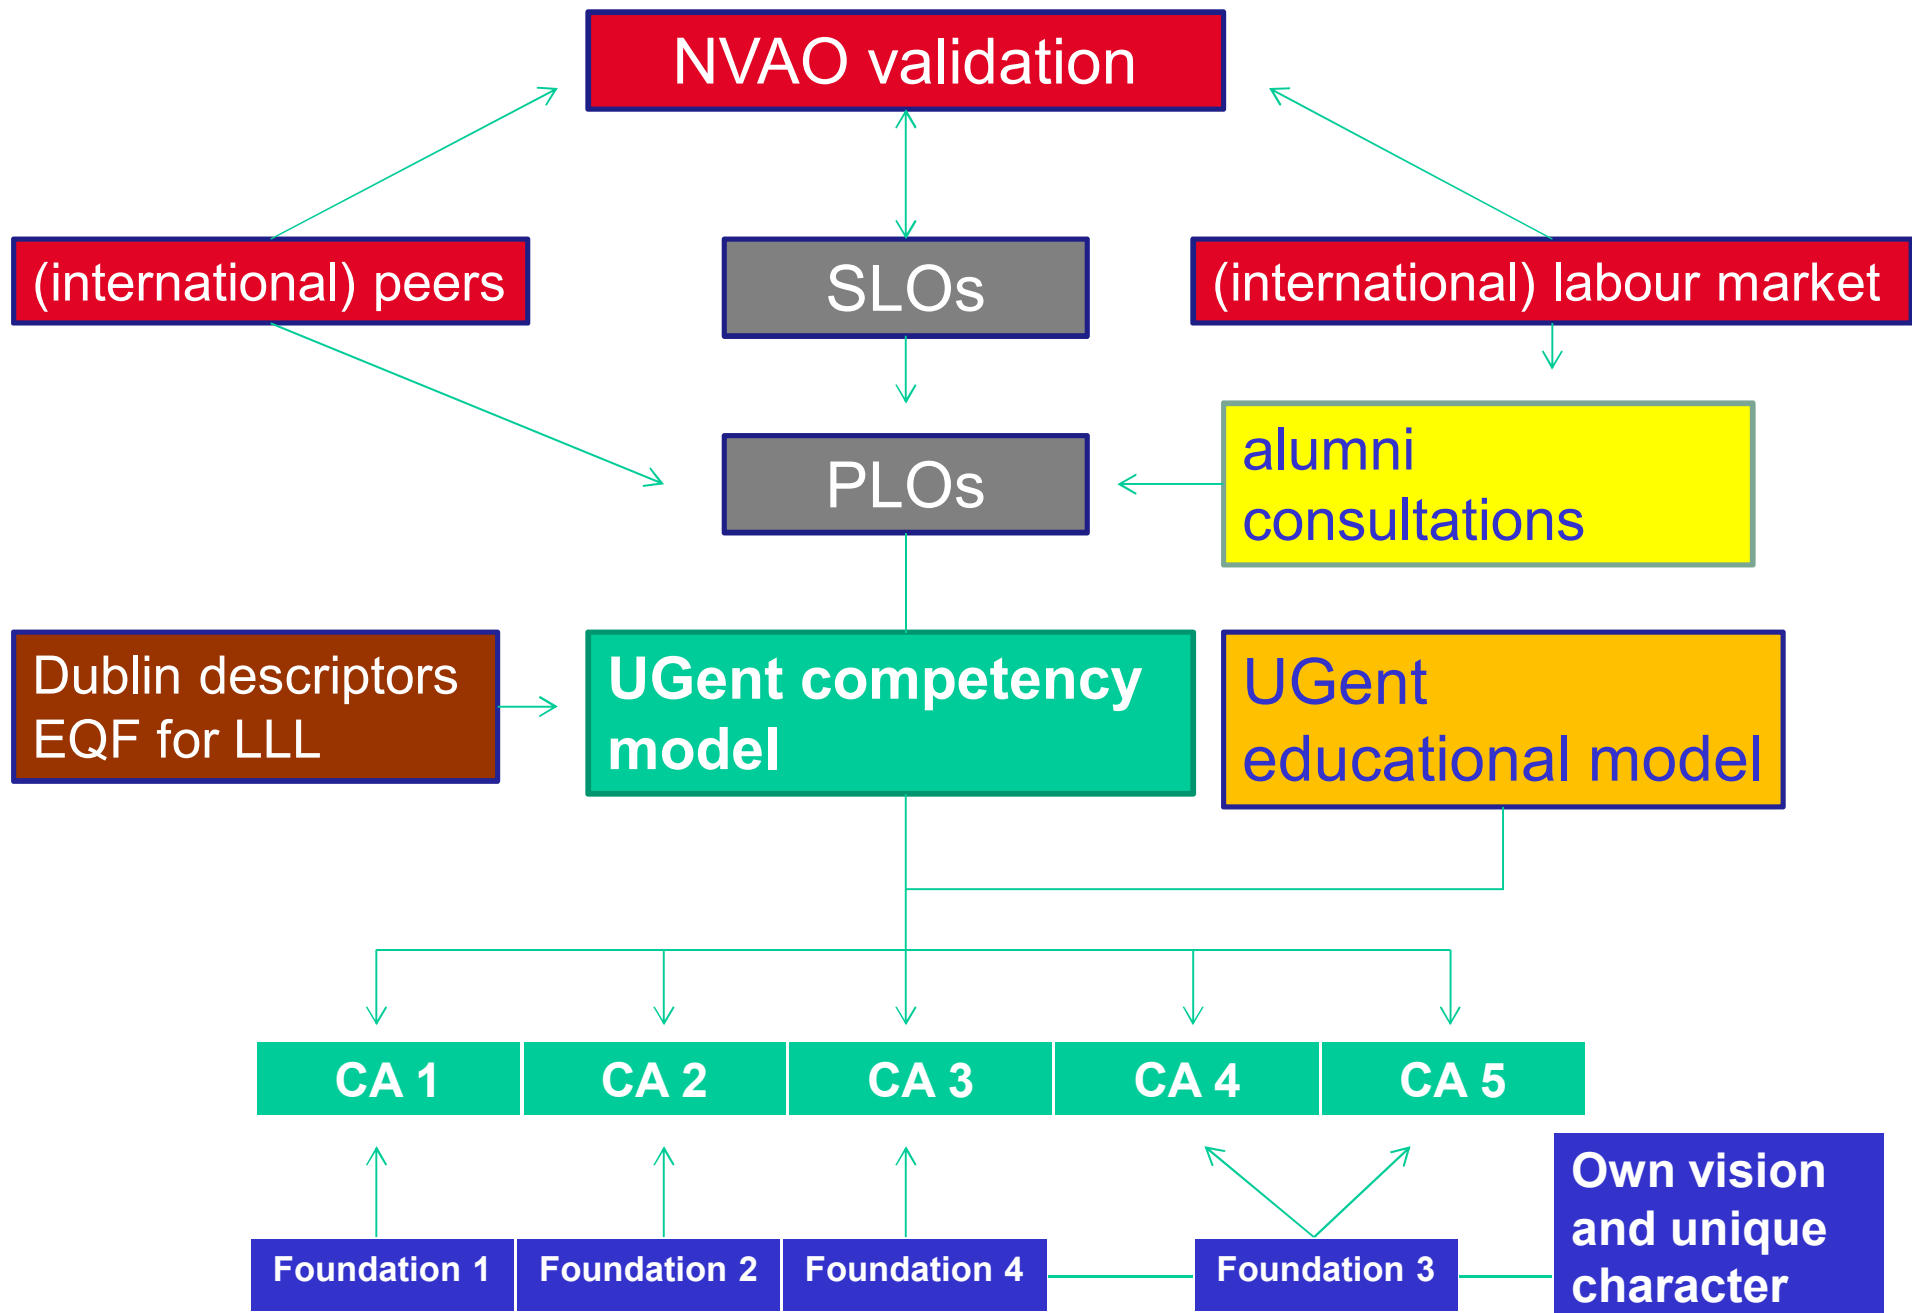 NVAO validation
(international) peers
SLOs
(international) labour market
PLOs
alumni
consultations
Dublin descriptors
EQF for LLL
UGent competency
model
UGent
educational model
CA 1
CA 2
CA 3
CA 4
CA 5
Foundation 1
Foundation 2
Foundation 4
Foundation 3
Own vision
and unique
character